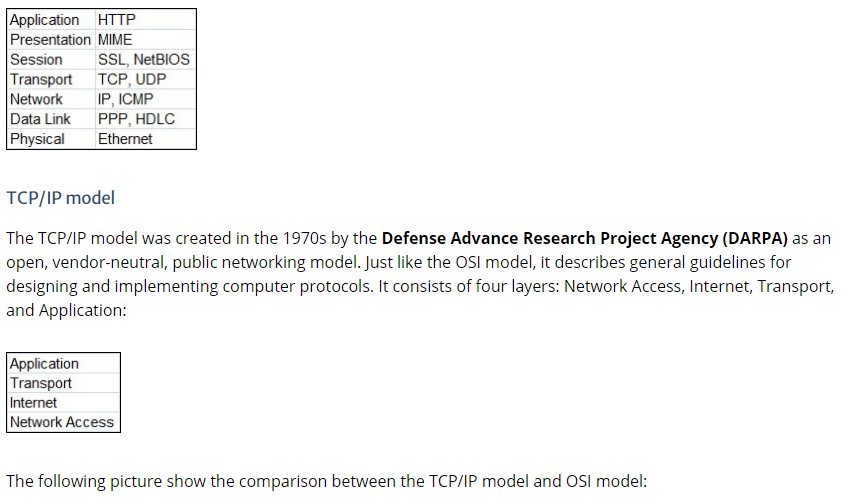 Application HTTP
Presentation MIME
Session SSL, NetBIOS
Transport TCP, UDP
Network IP, ICMP
Data Link PPP, HDLC
Physical Ethernet
TCP/IP model
The TCP/IP model was created in the 1970s by the Defense Advance Research Project Agency (DARPA) as an
open, vendor-neutral, public networking model. Just like the OSI model, it describes general guidelines for
designing and implementing computer protocols. It consists of four layers: Network Access, Internet, Transport,
and Application:
Application
Transport
Internet
Network Access
The following picture show the comparison between the TCP/IP model and OSI model: